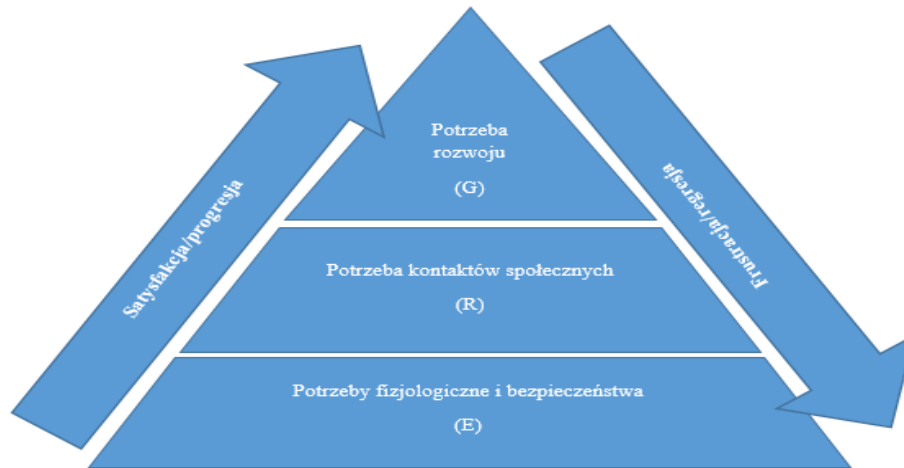 Potrzeba
rozwoju
(G)
Satysfakcja/progresja
Frustracja/regresja
Potrzeba kontaktów społecznych
(R)
Potrzeby fizjologiczne i bezpieczeństwa
(E)